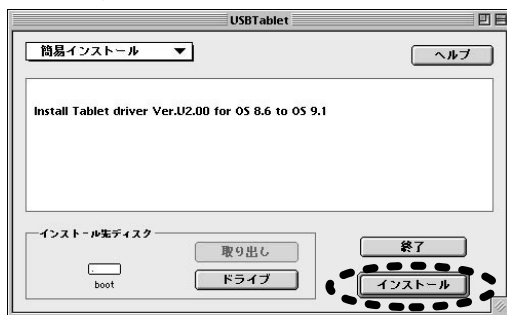 USBTablet
簡易インストール
ヘルプ
Install Tablet driver Ver.U2.00 for OS 8.6 to OS 9.1
インストール先ディスク
取り出し
終了
boot
ドライブ
インストール